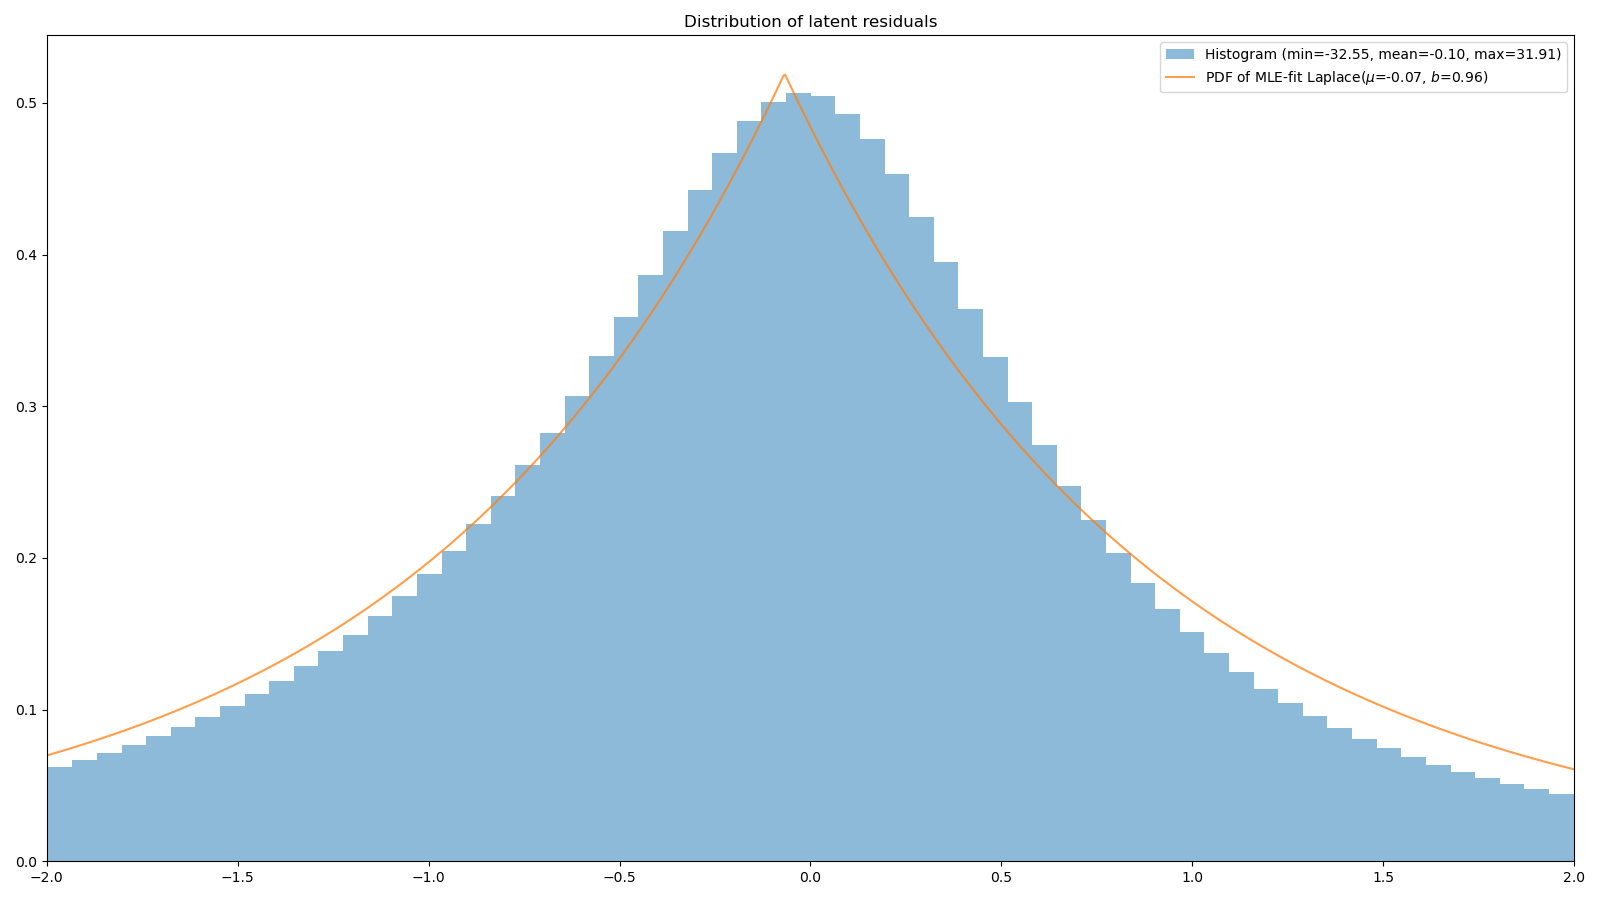 Distribution of latent residuals
Histogram (min=-32.55, mean=-0.10, max=31.91)
PDF of MLE-fit Laplace(μ=-0.07, b=0.96)
0.5
0.4
0.3
0.2
0.1
0.0
−2.0 −1.5 −1.0 −0.5 0.0 0.5 1.0 1.5 2.0